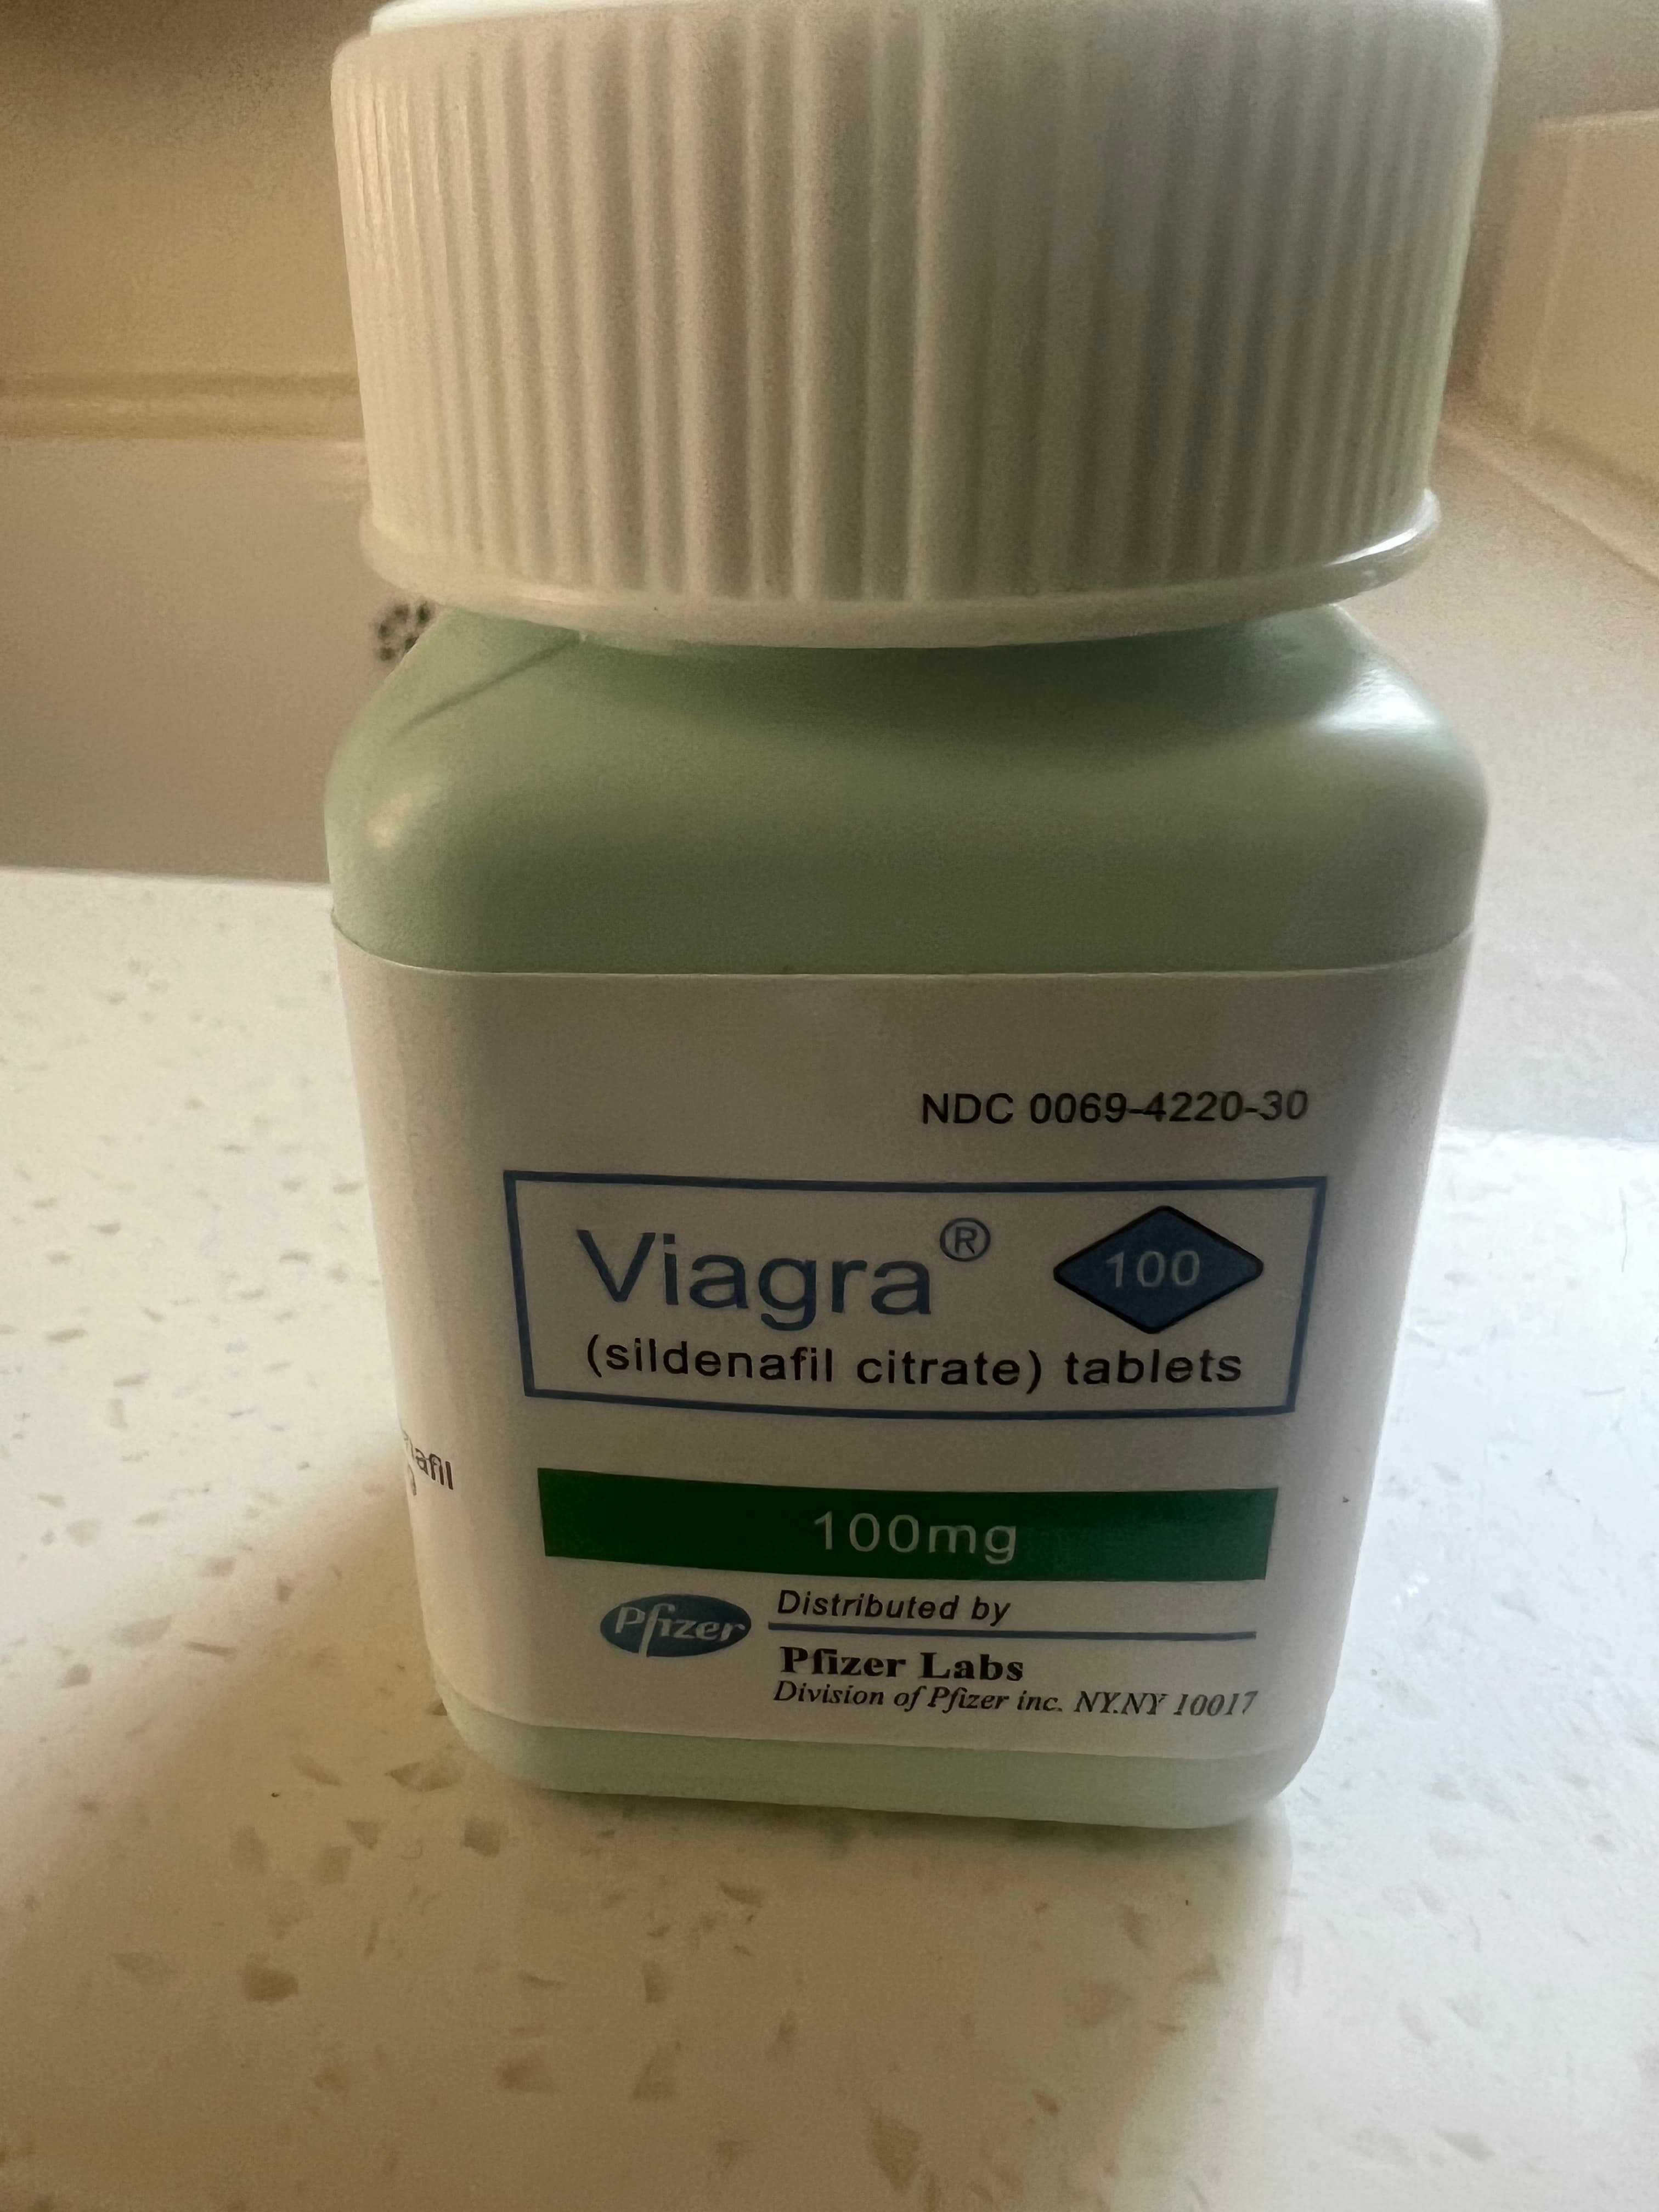 NDC 0069-4220-30
Viagra® 100
(sildenafil citrate) tablets
100mg
Pfizer
Distributed by
Pfizer Labs
Division of Pfizer inc. NY.NY 10017